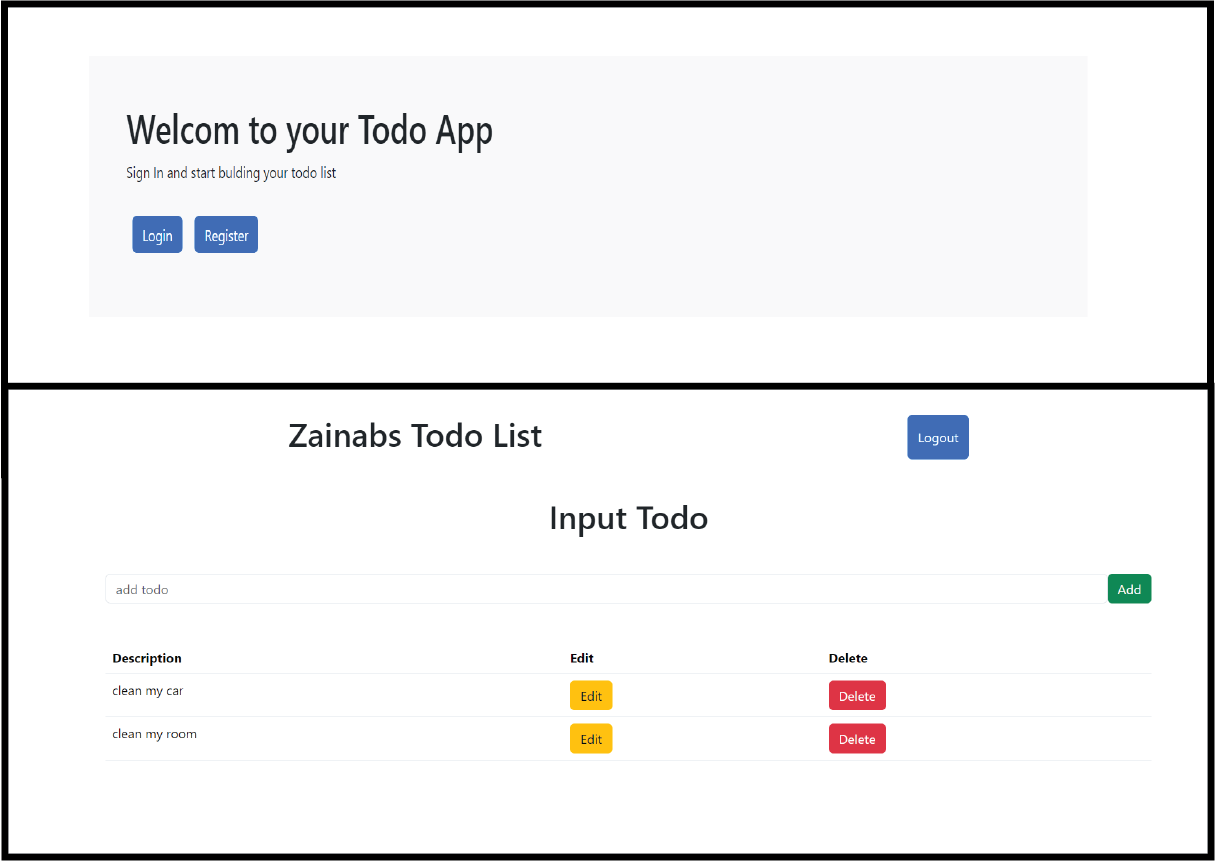 Welcom to your Todo App
Sign In and start bulding your todo list
Login Register
Zainabs Todo List Logout
Input Todo
add todo Add
Description Edit Delete
clean my car Edit Delete
clean my room Edit Delete